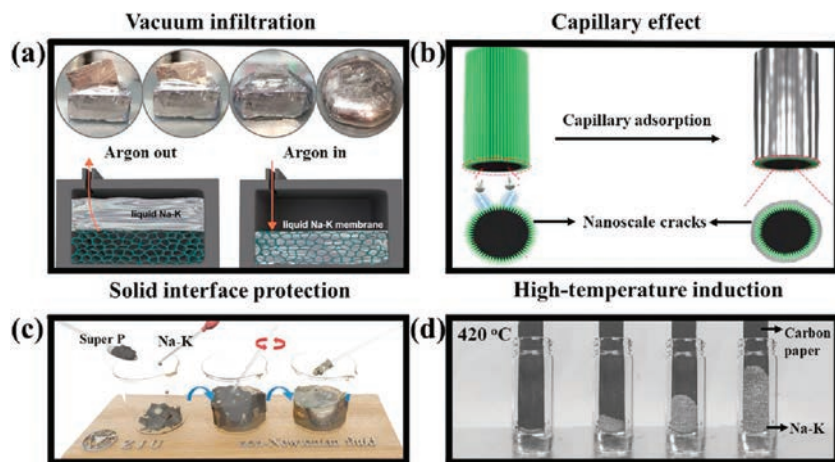 Vacuum infiltration
Capillary effect
(a)
Argon out
Argon in
liquid Na-K
liquid Na-K membrane
(b)
Capillary adsorption
Nanoscale cracks
Solid interface protection
High-temperature induction
(c)
Super P
Na-K
ZJU
non-Newtonian fluid
(d)
420 °C
Carbon
paper
Na-K